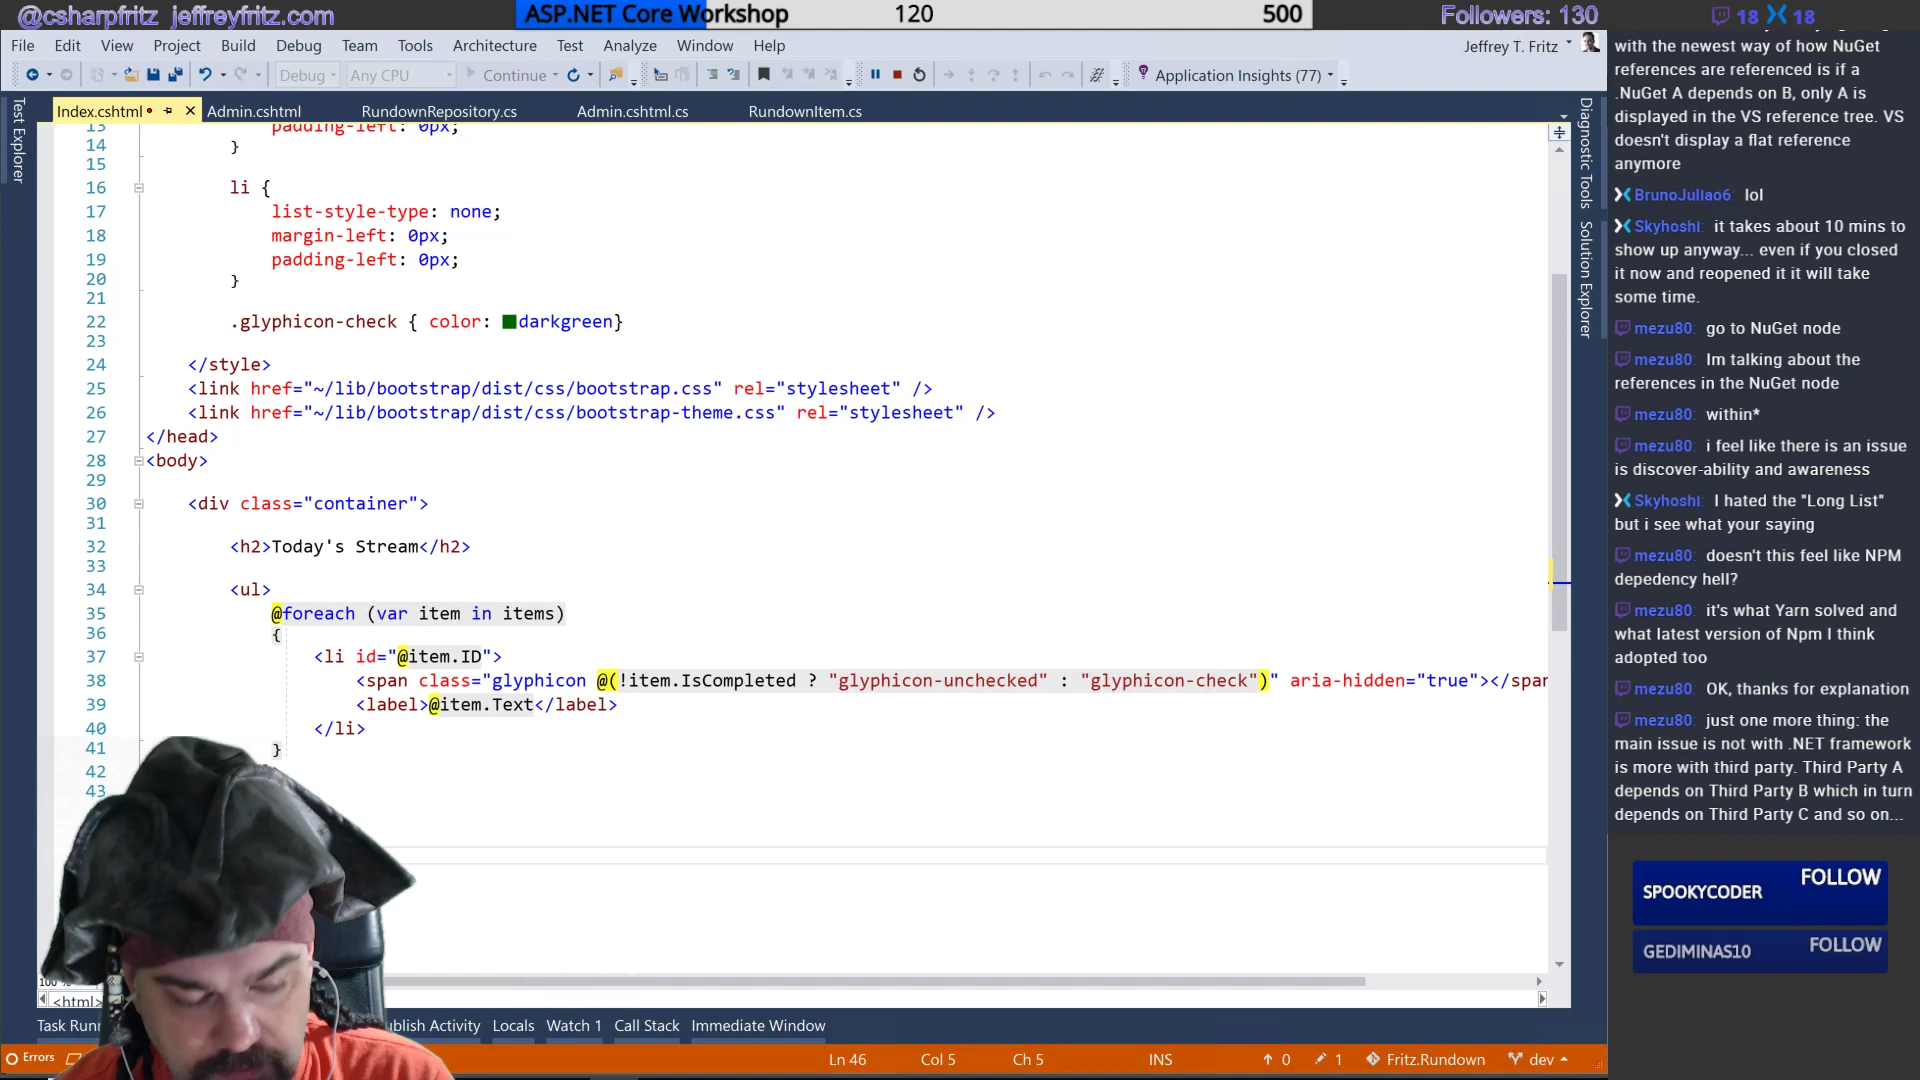 @csharpfritz jeffreyfritz.com
ASP.NET Core Workshop 120 500
Followers: 130
18 18
File Edit View Project Build Debug Team Tools Architecture Test Analyze Window Help
Jeffrey T. Fritz
Debug Any CPU Continue Application Insights (77)
Test Explorer
Index.cshtml Admin.cshtml RundownRepository.cs Admin.cshtml.cs RundownItem.cs
13 padding-left: 0px;
14 }
15
16 li {
17 list-style-type: none;
18 margin-left: 0px;
19 padding-left: 0px;
20 }
21
22 .glyphicon-check { color: darkgreen}
23
24 </style>
25 <link href="~/lib/bootstrap/dist/css/bootstrap.css" rel="stylesheet" />
26 <link href="~/lib/bootstrap/dist/css/bootstrap-theme.css" rel="stylesheet" />
27 </head>
28 <body>
29
30 <div class="container">
31
32 <h2>Today's Stream</h2>
33
34 <ul>
35 @foreach (var item in items)
36 {
37 <li id="@item.ID">
38 <span class="glyphicon @(!item.IsCompleted ? "glyphicon-unchecked" : "glyphicon-check")" aria-hidden="true"></span
39 <label>@item.Text</label>
40 </li>
41 }
42
43
100 %
<html>
Task Runn
ublish Activity Locals Watch 1 Call Stack Immediate Window
Errors
Ln 46 Col 5 Ch 5 INS 0 1 Fritz.Rundown dev
Diagnostic Tools
Solution Explorer
with the newest way of how NuGet
references are referenced is if a
.NuGet A depends on B, only A is
displayed in the VS reference tree. VS
doesn't display a flat reference
anymore
BrunoJuliao6: lol
Skyhoshi: it takes about 10 mins to
show up anyway... even if you closed
it now and reopened it it will take
some time.
mezu80: go to NuGet node
mezu80: Im talking about the
references in the NuGet node
mezu80: within*
mezu80: i feel like there is an issue
is discover-ability and awareness
Skyhoshi: I hated the "Long List"
but i see what your saying
mezu80: doesn't this feel like NPM
depedency hell?
mezu80: it's what Yarn solved and
what latest version of Npm I think
adopted too
mezu80: OK, thanks for explanation
mezu80: just one more thing: the
main issue is not with .NET framework
is more with third party. Third Party A
depends on Third Party B which in turn
depends on Third Party C and so on...
SPOOKYCODER FOLLOW
GEDIMINAS10 FOLLOW